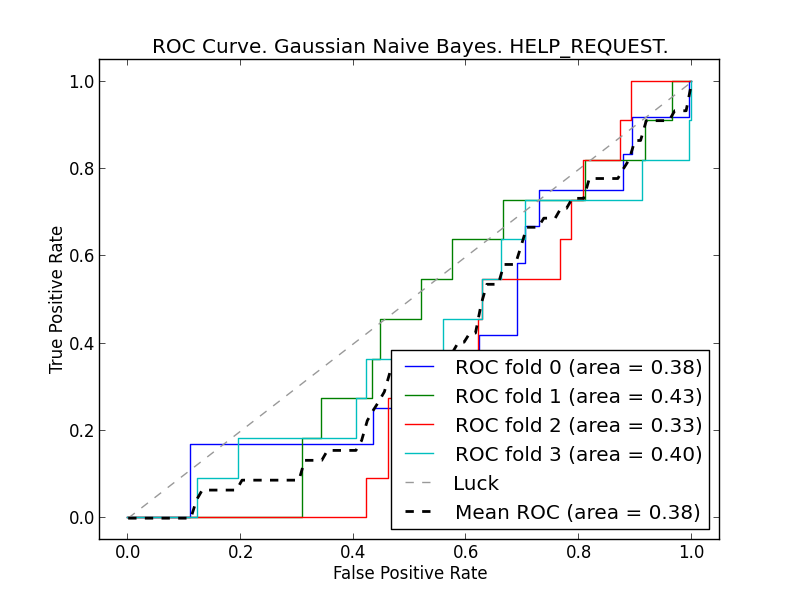 ROC Curve. Gaussian Naive Bayes. HELP_REQUEST.
1.0
0.8
0.6
0.4
0.2
0.0
True Positive Rate
ROC fold 0 (area = 0.38)
ROC fold 1 (area = 0.43)
ROC fold 2 (area = 0.33)
ROC fold 3 (area = 0.40)
Luck
Mean ROC (area = 0.38)
0.0 0.2 0.4 0.6 0.8 1.0
False Positive Rate